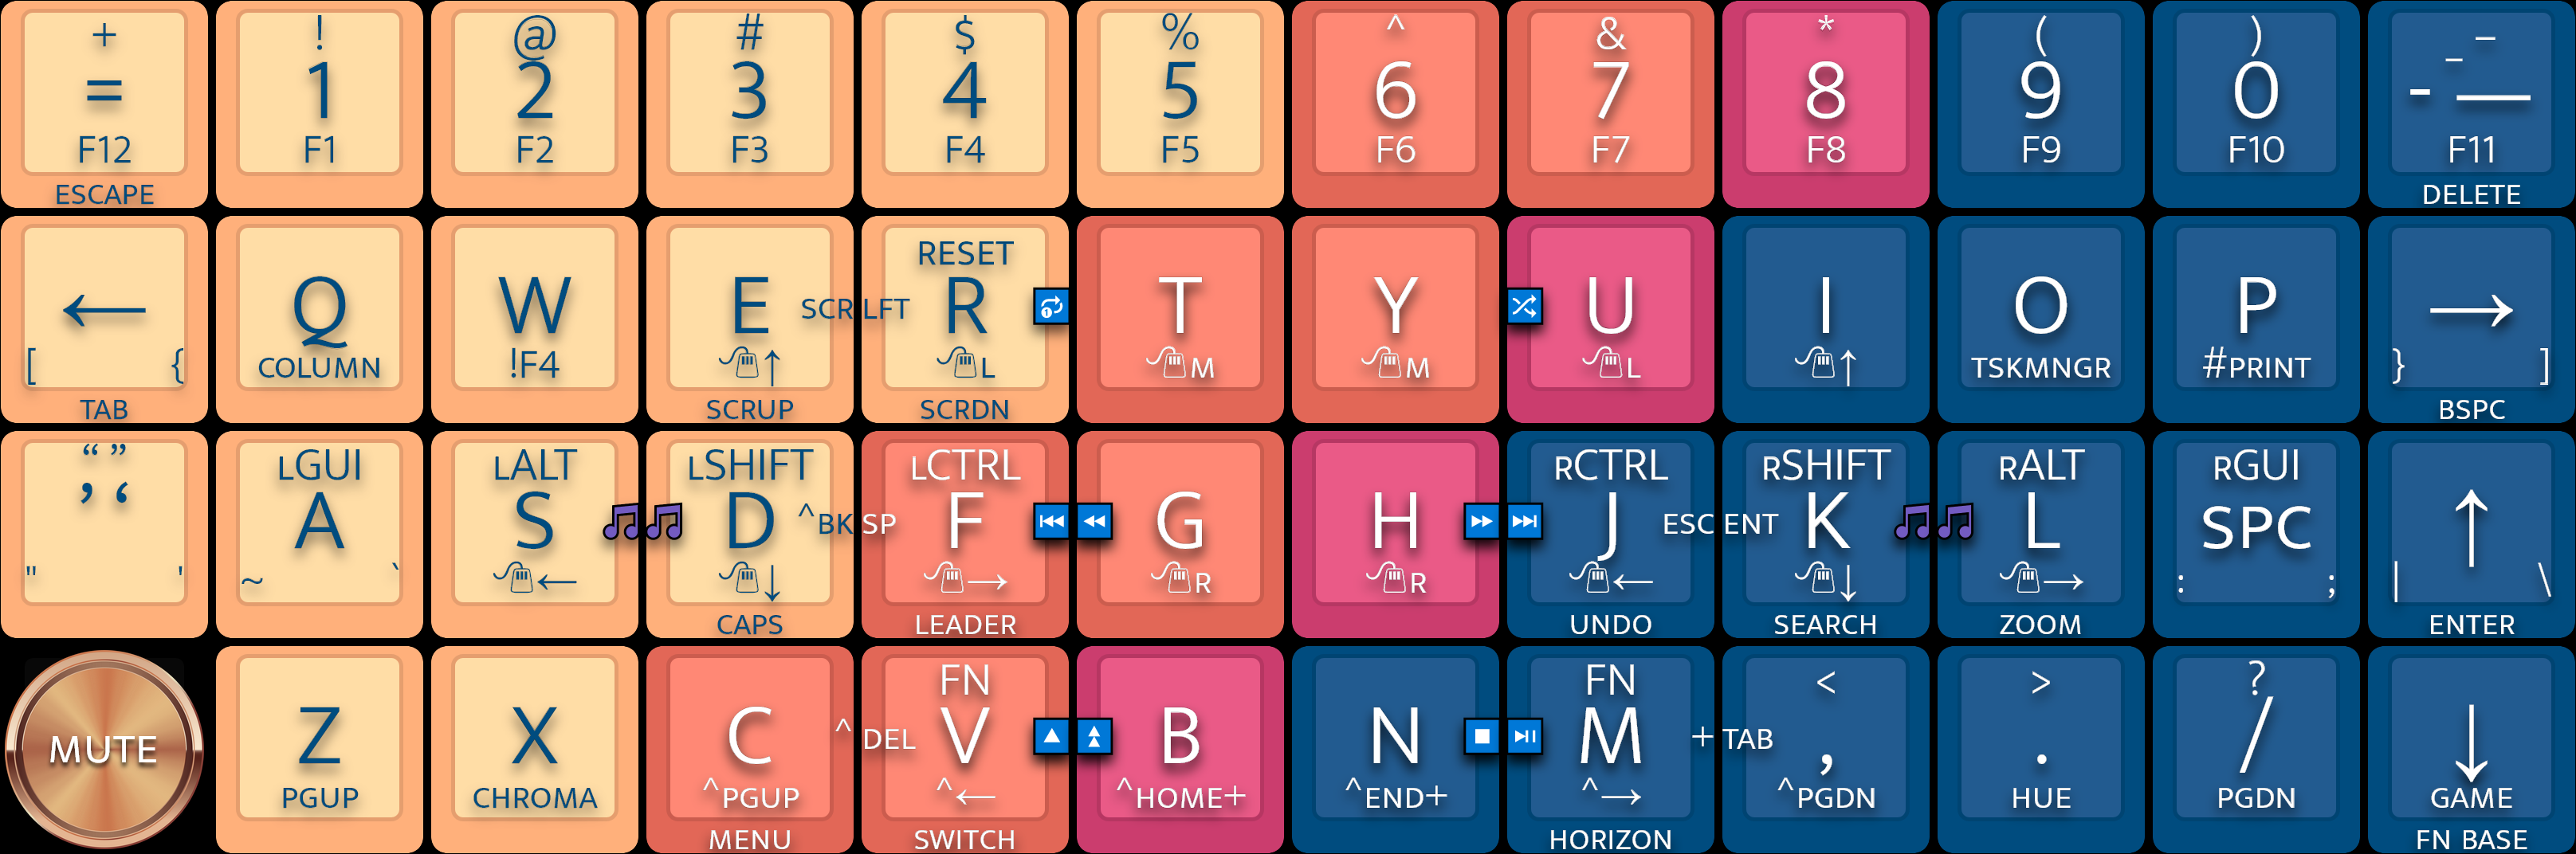 + ! @ # $ % ^ & * ( ) _ –
= 1 2 3 4 5 6 7 8 9 0 - —
F12 F1 F2 F3 F4 F5 F6 F7 F8 F9 F10 F11
ESCAPE DELETE
RESET
← Q W E SCR LFT R T Y U I O P →
[ { COLUMN !F4 ↑ L M M L ↑ TSKMNGR #PRINT } ]
TAB SCRUP SCRDN BSPC
“ ” LGUI LALT LSHIFT LCTRL RCTRL RSHIFT RALT RGUI
’ ‘ A S D ^BK SP F G H J ESC ENT K L SPC ↑
" ' ~ ` ← ↓ → R R ← ↓ → : ; | \
CAPS LEADER UNDO SEARCH ZOOM ENTER
FN FN < > ?
MUTE Z X C ^ DEL V B N M + TAB , . / ↓
PGUP CHROMA ^PGUP ^← ^HOME+ ^END+ ^→ ^PGDN HUE PGDN GAME
MENU SWITCH HORIZON FN BASE